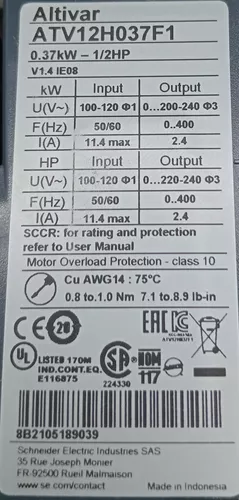 Altivar
ATV12H037F1
0.37kW – 1/2HP
V1.4 IE08
kW Input Output
U(V~) 100-120 Φ1 0...200-240 Φ3
F(Hz) 50/60 0..400
I(A) 11.4 max 2.4
HP Input Output
U(V~) 100-120 Φ1 0...220-240 Φ3
F(Hz) 50/60 0..400
I(A) 11.4 max 2.4
SCCR: for rating and protection
refer to User Manual
Motor Overload Protection - class 10
Cu AWG14 : 75°C
0.8 to.1.0 Nm 7.1 to.8.9 lb-in
CE EAC
UL LISTED 170M
IND.CONT.EQ.
E116875
SA
224330
NOM
117
8B2105189039
Schneider Electric Industries SAS
35 Rue Joseph Monier
FR-92500 Rueil Malmaison
www.se.com/contact Made in Indonesia